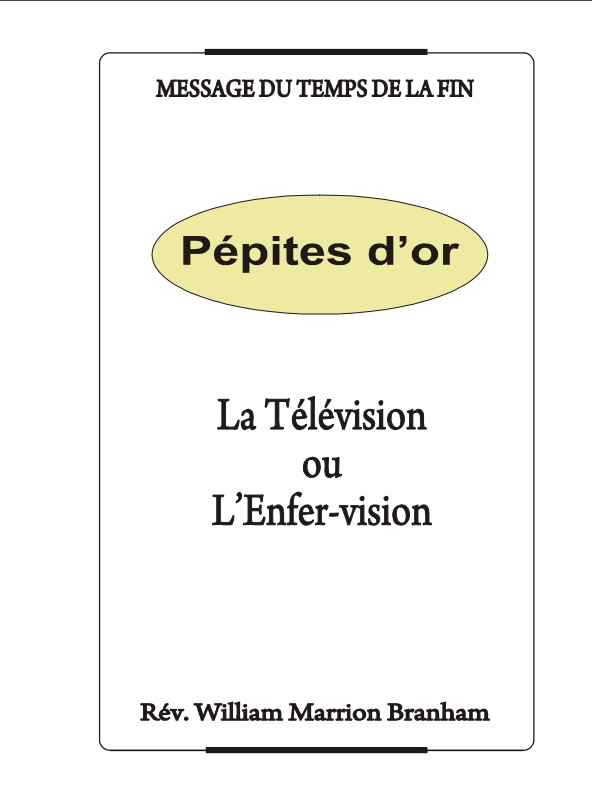 MESSAGE DU TEMPS DE LA FIN
Pépites d’or
La Télévision
ou
L’Enfer-vision
Rév. William Marrion Branham